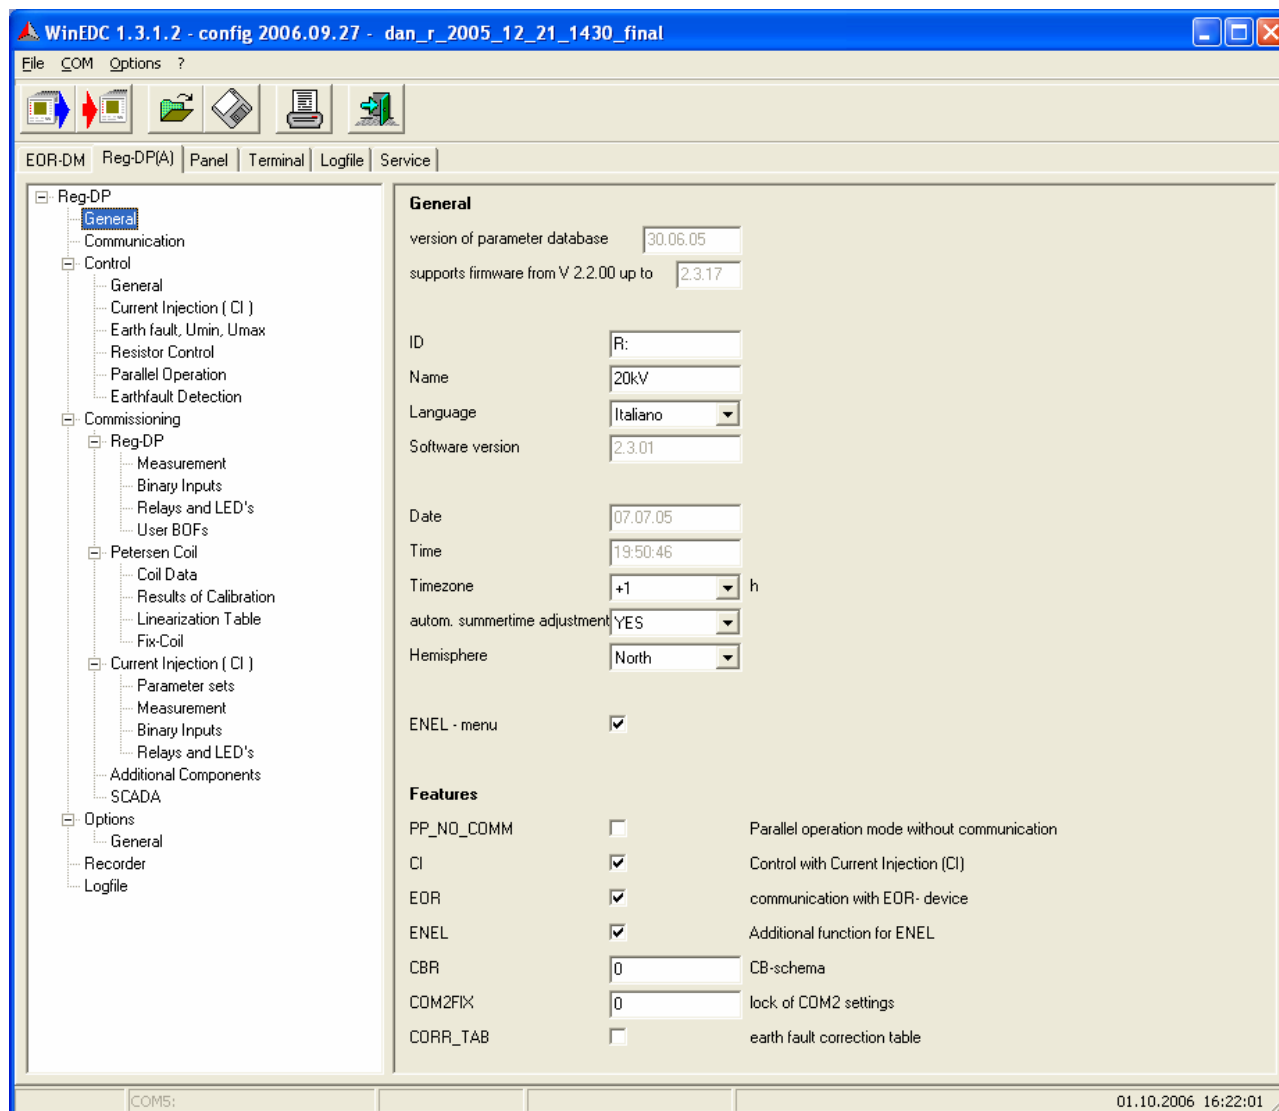 WinEDC 1.3.1.2 - config 2006.09.27 - dan_r_2005_12_21_1430_final
File COM Options ?
EOR-DM Reg-DP(A) Panel Terminal Logfile Service
Reg-DP
General
Communication
Control
General
Current Injection ( CI )
Earth fault, Umin, Umax
Resistor Control
Parallel Operation
Earthfault Detection
Commissioning
Reg-DP
Measurement
Binary Inputs
Relays and LED's
User BOFs
Petersen Coil
Coil Data
Results of Calibration
Linearization Table
Fix-Coil
Current Injection ( CI )
Parameter sets
Measurement
Binary Inputs
Relays and LED's
Additional Components
SCADA
Options
General
Recorder
Logfile
General
version of parameter database 30.06.05
supports firmware from V 2.2.00 up to 2.3.17
ID R:
Name 20kV
Language Italiano
Software version 2.3.01
Date 07.07.05
Time 19:50:46
Timezone +1 h
autom. summertime adjustment YES
Hemisphere North
ENEL - menu
Features
PP_NO_COMM Parallel operation mode without communication
CI Control with Current Injection (CI)
EOR communication with EOR- device
ENEL Additional function for ENEL
CBR 0 CB-schema
COM2FIX 0 lock of COM2 settings
CORR_TAB earth fault correction table
COM5: 01.10.2006 16:22:01